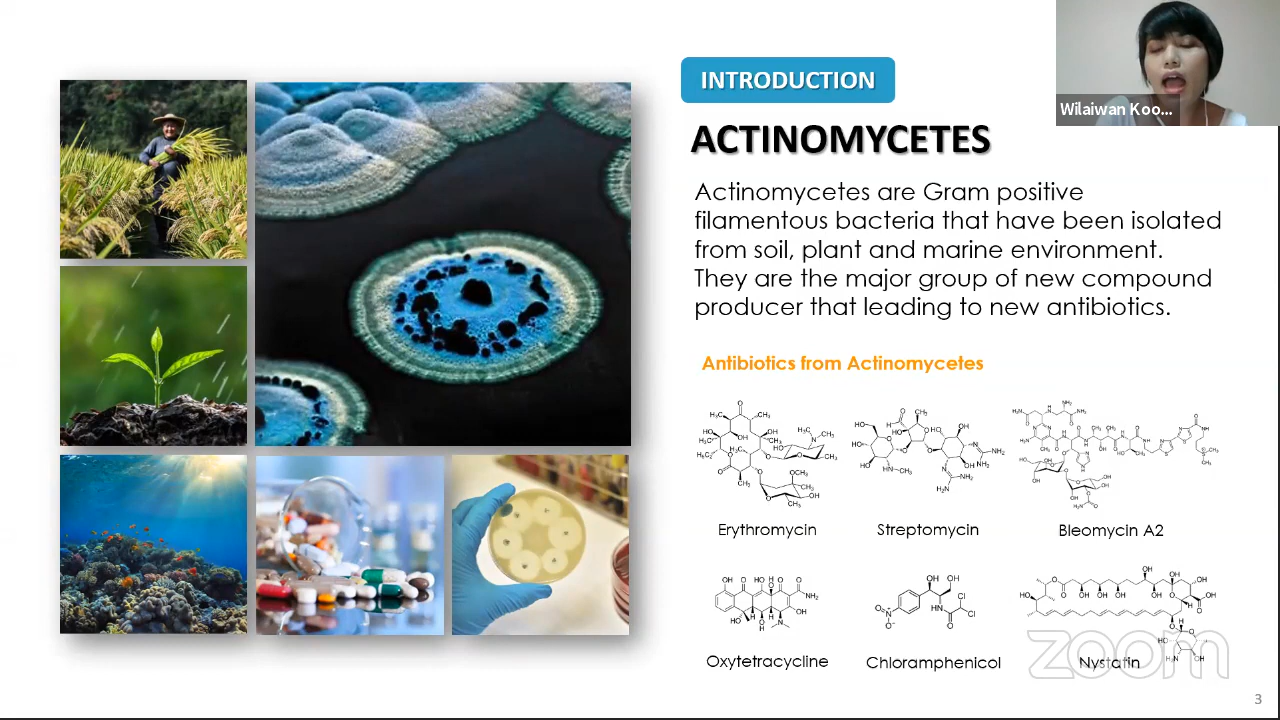 INTRODUCTION
Wilaiwan Koo...
ACTINOMYCETES
Actinomycetes are Gram positive
filamentous bacteria that have been isolated
from soil, plant and marine environment.
They are the major group of new compound
producer that leading to new antibiotics.
Antibiotics from Actinomycetes
Erythromycin
Streptomycin
Bleomycin A2
Oxytetracycline
Chloramphenicol
Nystatin
zoom
3